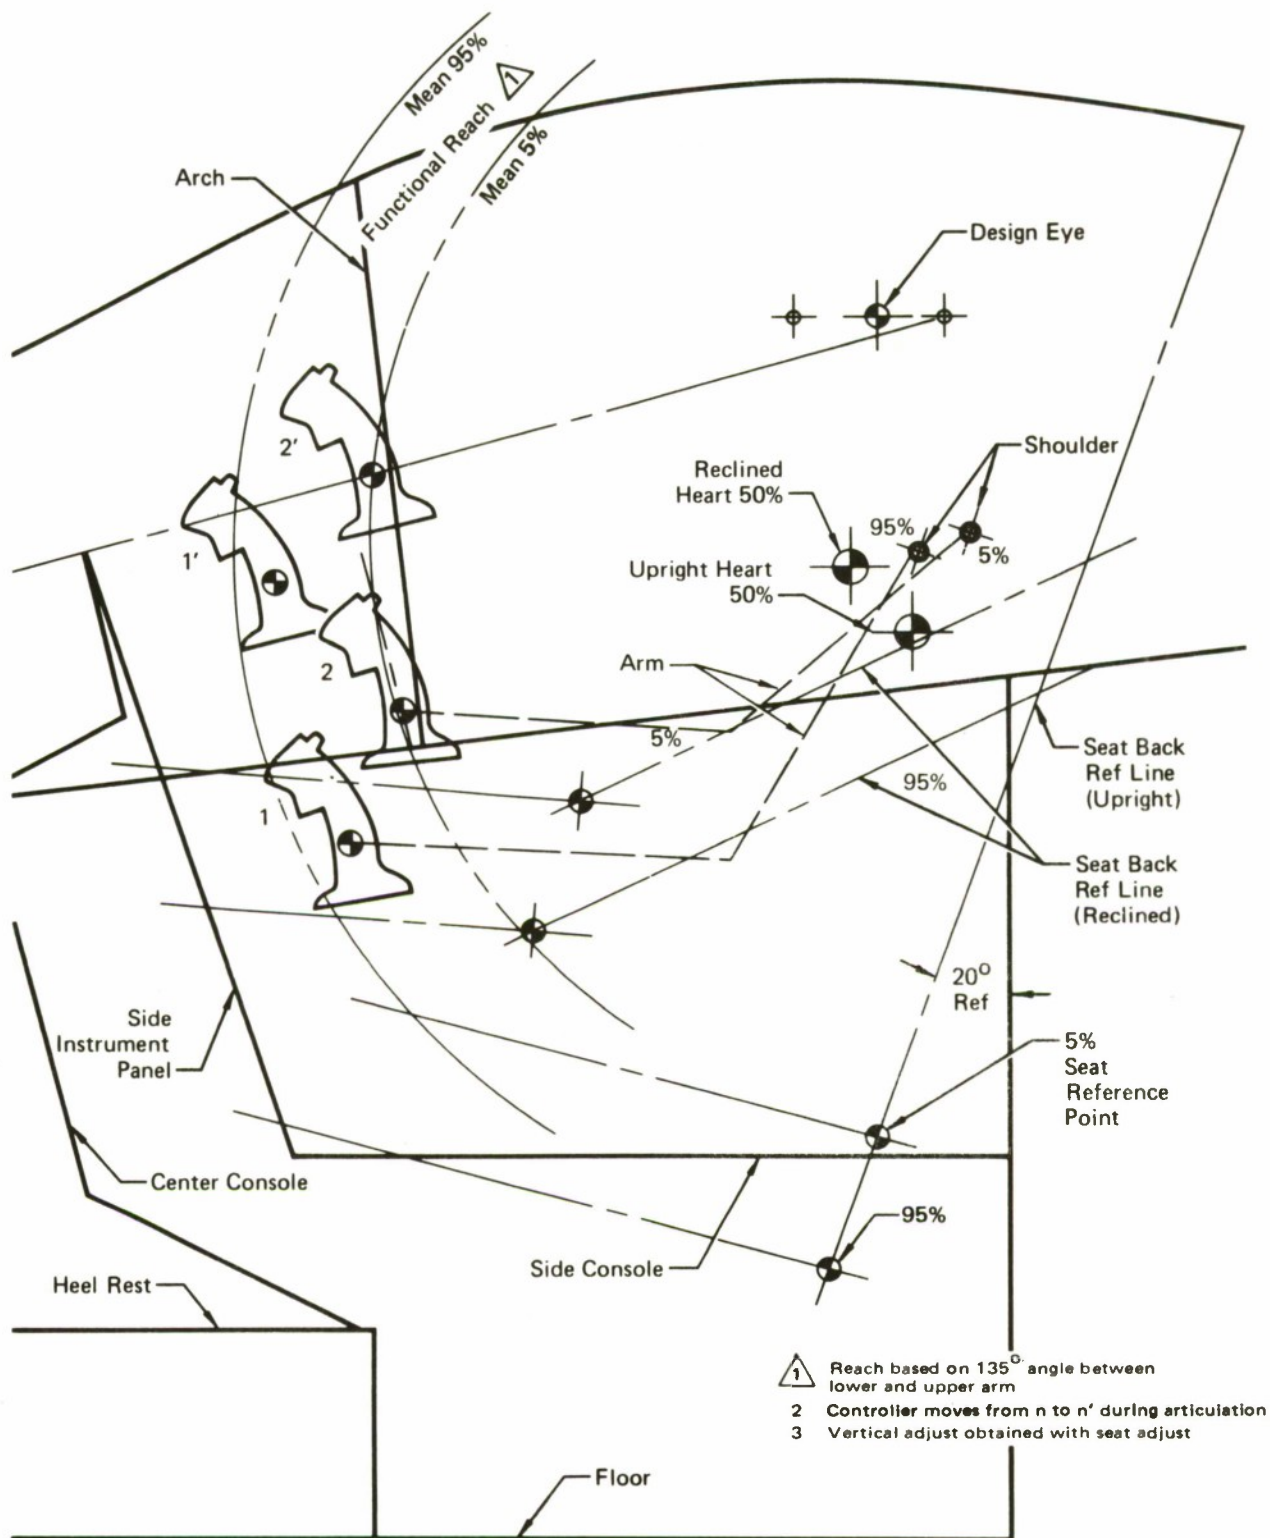 Mean 95%
Functional Reach 1
Mean 5%
Arch
Design Eye
2'
Shoulder
Reclined
Heart 50%
95%
5%
1'
Upright Heart
50%
2
Arm
5%
Seat Back
Ref Line
(Upright)
95%
1
Seat Back
Ref Line
(Reclined)
20°
Ref
Side
Instrument
Panel
5%
Seat
Reference
Point
Center Console
95%
Side Console
Heel Rest
1 Reach based on 135° angle between
lower and upper arm
2 Controller moves from n to n' during articulation
3 Vertical adjust obtained with seat adjust
Floor